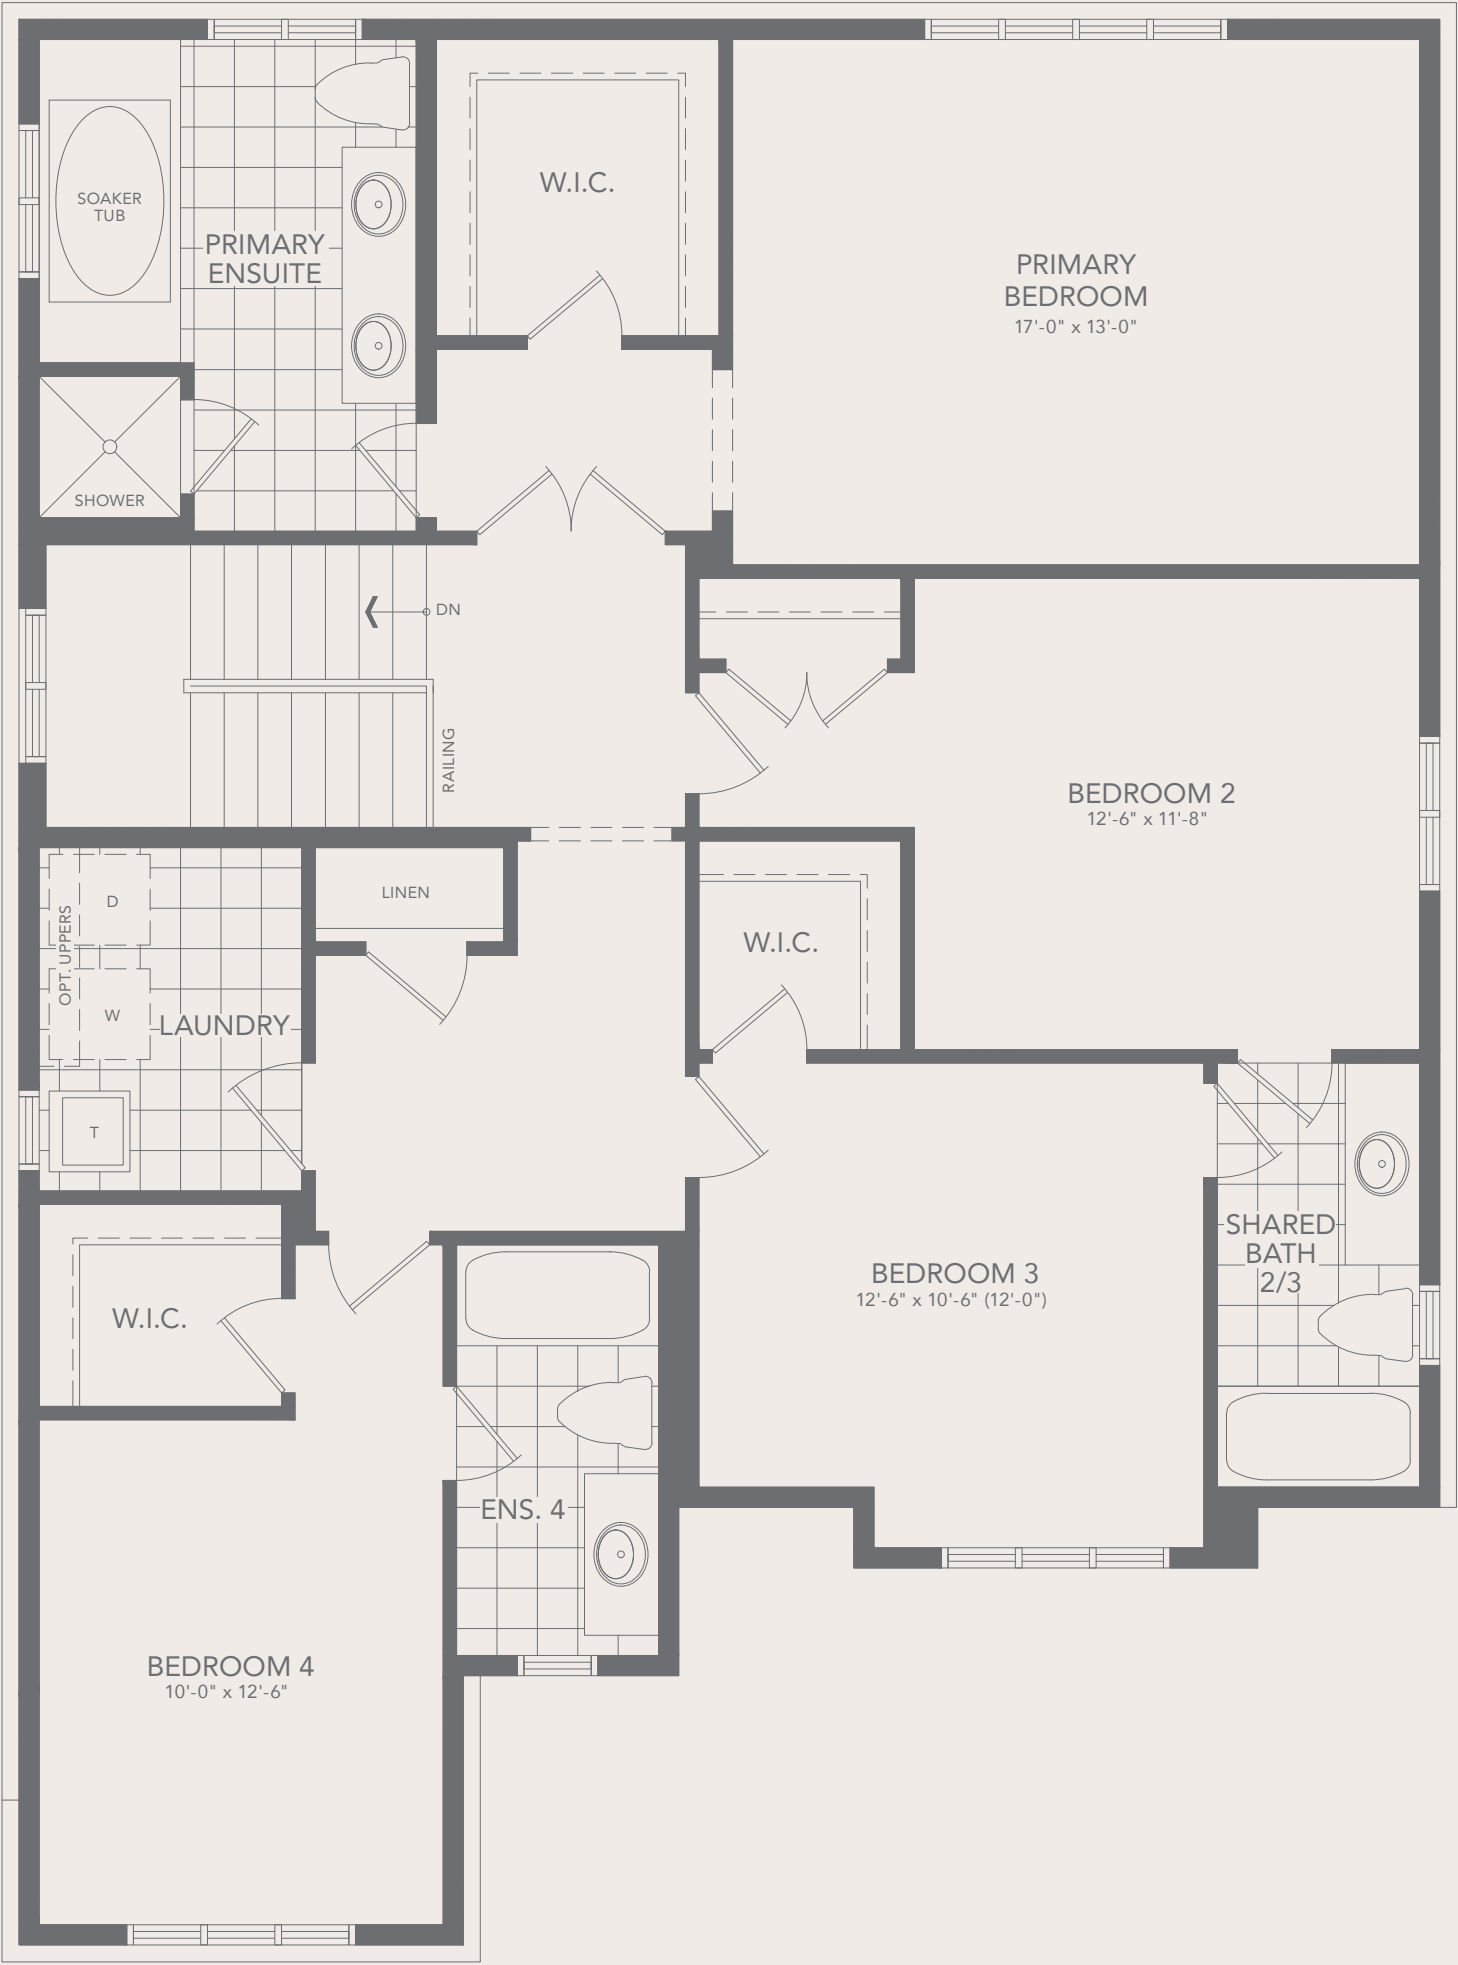 SOAKER
TUB
PRIMARY
ENSUITE
W.I.C.
PRIMARY
BEDROOM
17'-0" x 13'-0"
SHOWER
DN
RAILING
BEDROOM 2
12'-6" x 11'-8"
LINEN
D
OPT. UPPERS
W
LAUNDRY
T
W.I.C.
W.I.C.
BEDROOM 3
12'-6" x 10'-6" (12'-0")
SHARED
BATH
2/3
ENS. 4
BEDROOM 4
10'-0" x 12'-6"